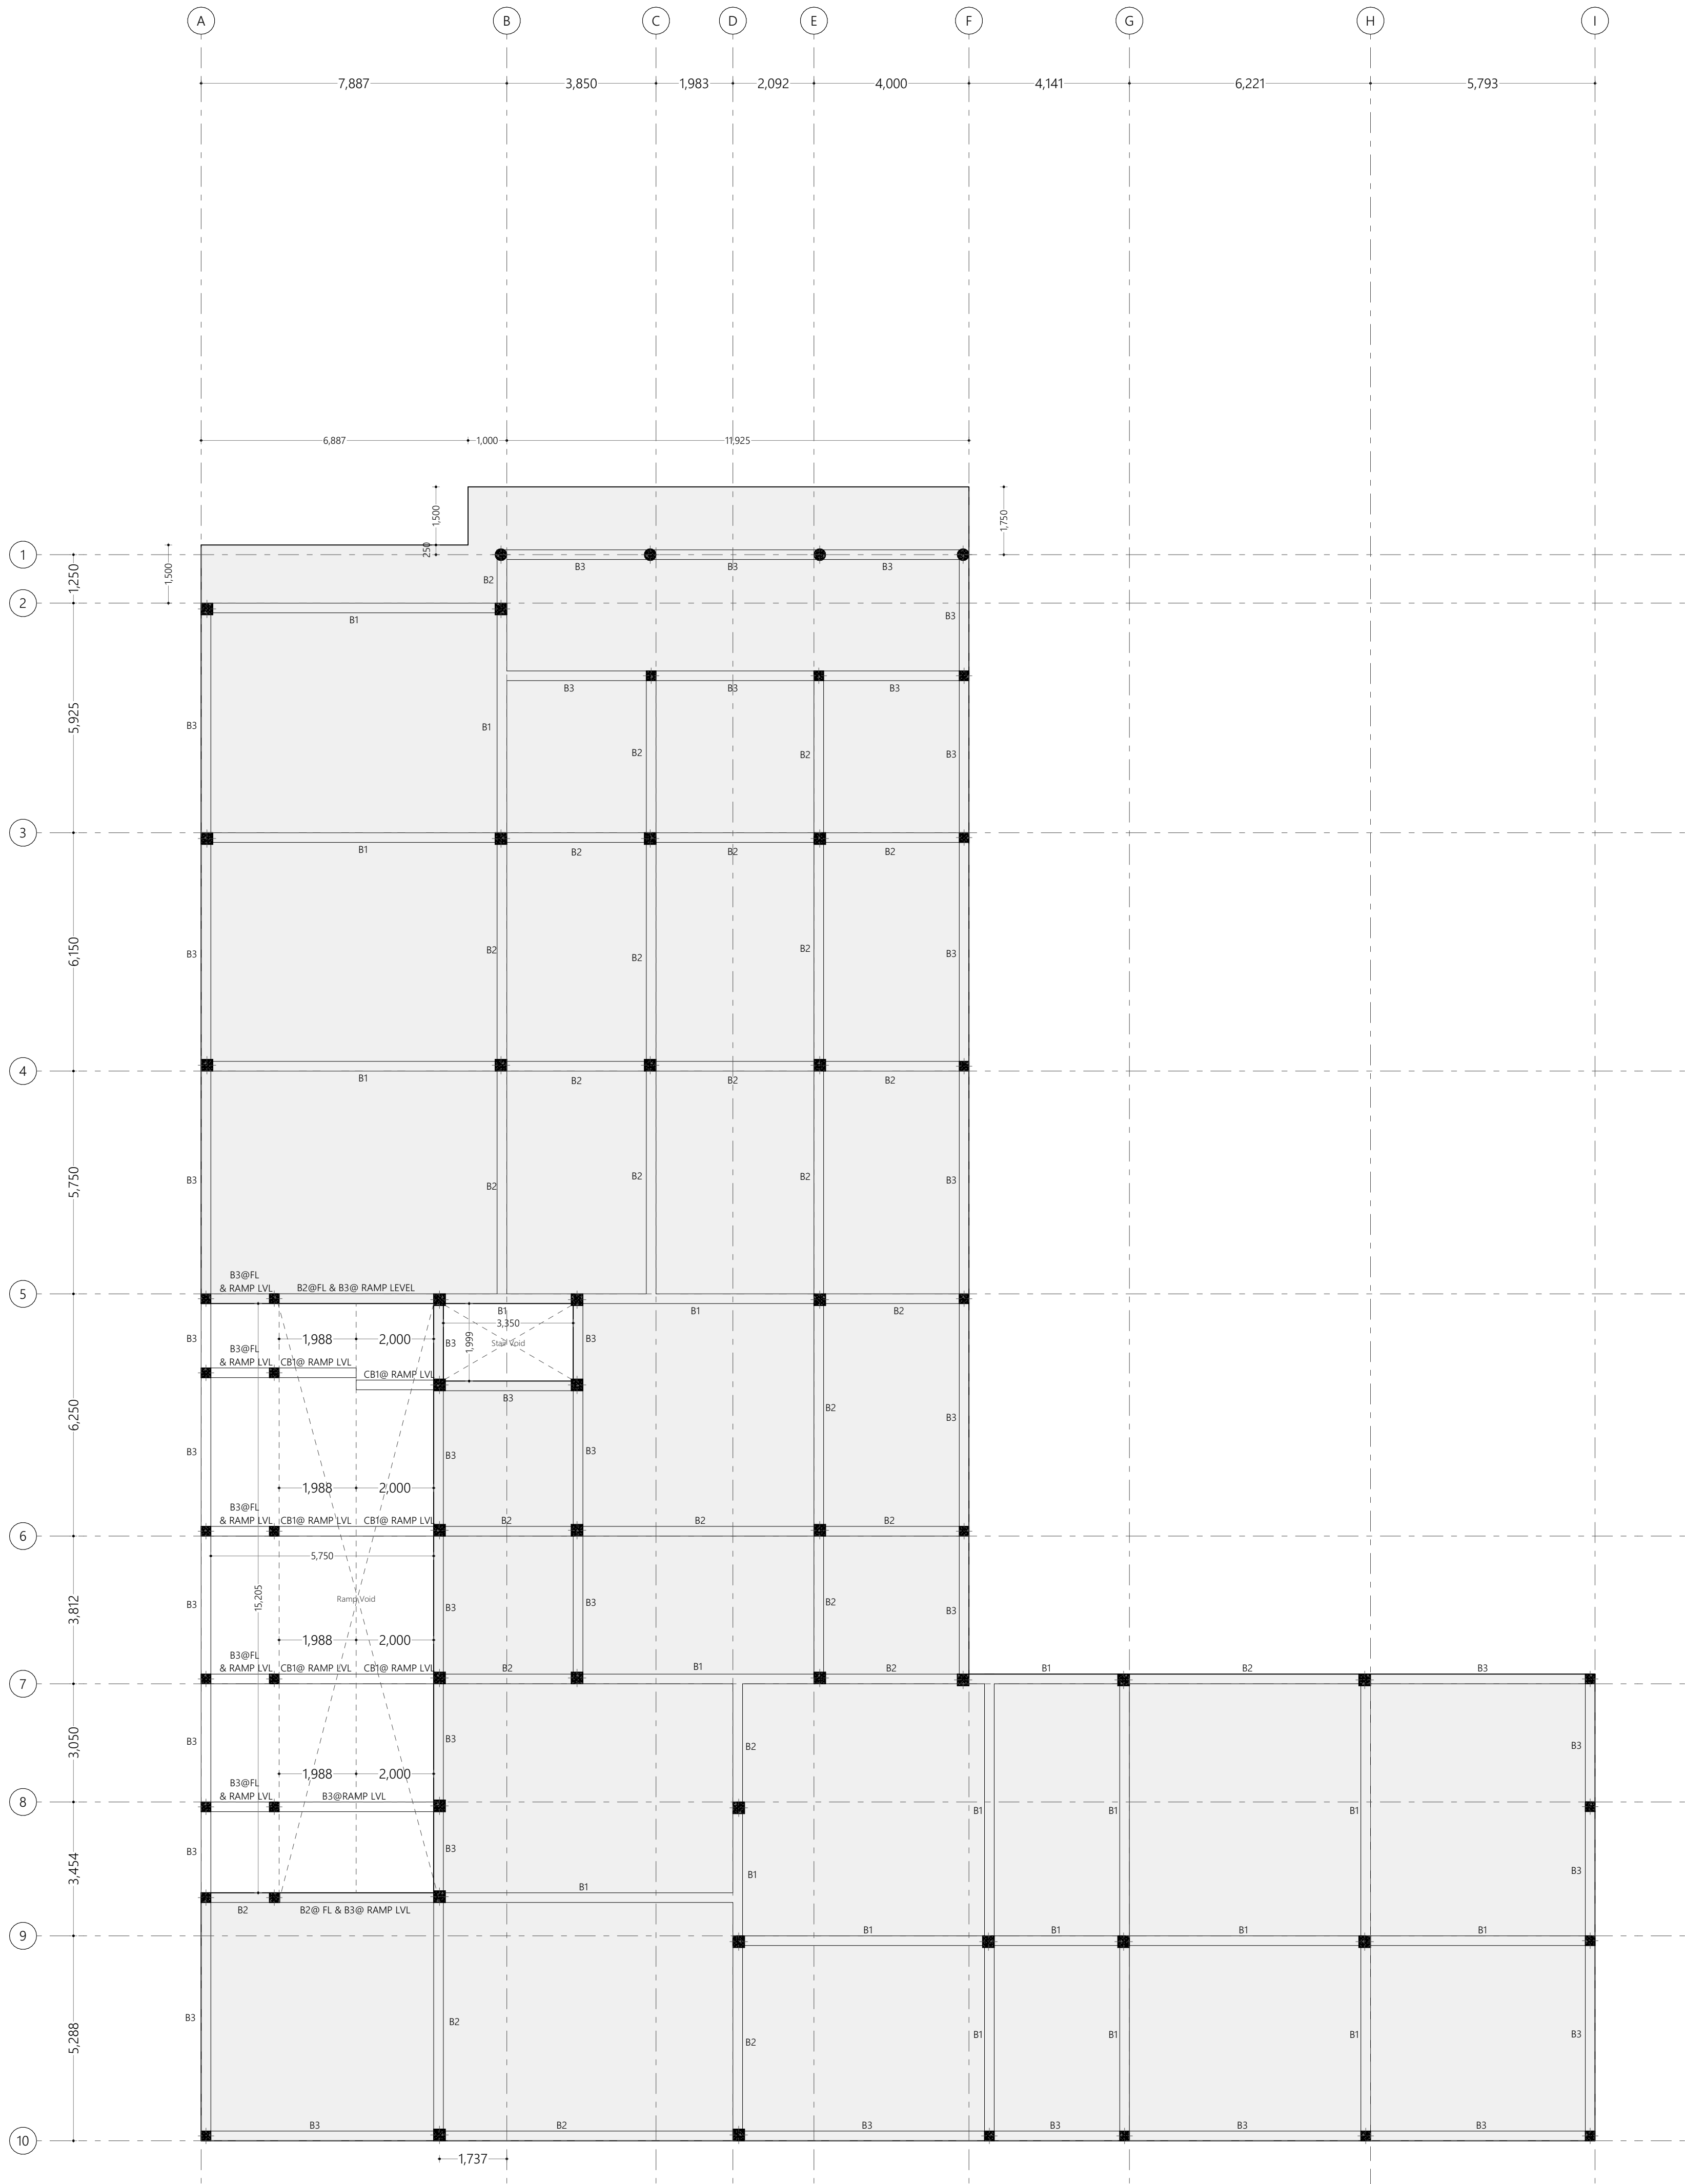 A B C D E F G H I
7,887 3,850 1,983 2,092 4,000 4,141 6,221 5,793
6,887 1,000 11,925
1,500 1,750
250
1
B3 B3 B3
1,250 1,500 B2
2
B1 B3
B3 B3 B3
5,925 B3 B1 B2 B2 B3
3
B1 B2 B2 B2
6,150 B3 B2 B2 B2 B3
4
B1 B2 B2 B2
5,750 B3 B2 B2 B2 B3
B3@FL
& RAMP LVL B2@FL & B3@ RAMP LEVEL
5
B1 B1 B2
3,350
B3 1,988 2,000 B3 1,999 Stair Void B3
B3@FL
& RAMP LVL CB1@ RAMP LVL
CB1@ RAMP LVL
B3
6,250 B2 B3
B3 B3 B3
1,988 2,000
B3@FL
& RAMP LVL CB1@ RAMP LVL CB1@ RAMP LVL B2 B2 B2
6
5,750
3,812 B3 15,205 Ramp Void B3 B3 B2 B3
1,988 2,000
B3@FL
& RAMP LVL CB1@ RAMP LVL CB1@ RAMP LVL B2 B1 B2 B1 B2 B3
7
3,050 B3 B3 B2 B3
1,988 2,000
B3@FL
& RAMP LVL B3@RAMP LVL
8
B1 B1 B1
3,454 B3 B3 B1 B3
B1
B2 B2@ FL & B3@ RAMP LVL
9
B1 B1 B1 B1
5,288 B3 B2 B2 B1 B1 B1 B3
B3 B2 B3 B3 B3 B3
10
1,737